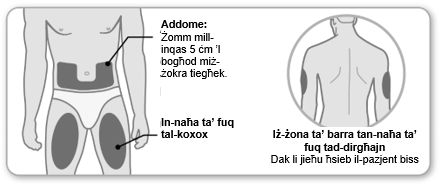 Addome:
Żomm mill-
inqas 5 ċm 'l
bogħod miż-
żokra tiegħek.
In-naħa ta' fuq
tal-koxox
Iż-żona ta' barra tan-naħa ta'
fuq tad-dirgħajn
Dak li jieħu ħsieb il-pazjent biss